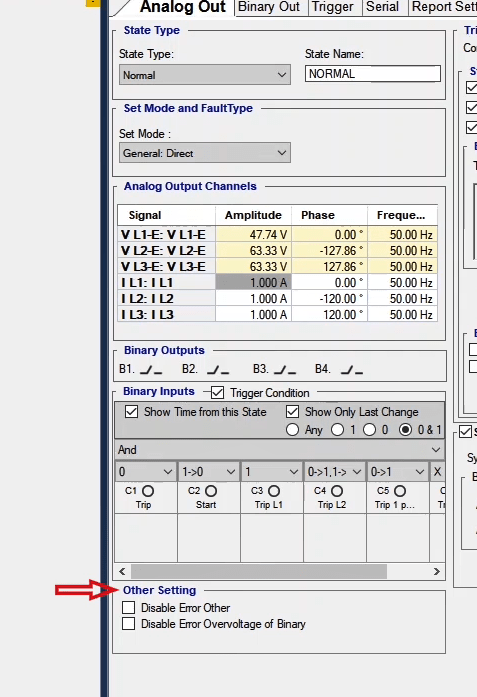 Analog Out Binary Out Trigger Serial Report Sett
State Type
State Type: State Name:
Normal NORMAL
Set Mode and FaultType
Set Mode :
General: Direct
Analog Output Channels
Signal Amplitude Phase Freque...
V L1-E: V L1-E 47.74 V 0.00 ° 50.00 Hz
V L2-E: V L2-E 63.33 V -127.86 ° 50.00 Hz
V L3-E: V L3-E 63.33 V 127.86 ° 50.00 Hz
I L1: I L1 1.000 A 0.00 ° 50.00 Hz
I L2: I L2 1.000 A -120.00 ° 50.00 Hz
I L3: I L3 1.000 A 120.00 ° 50.00 Hz
Binary Outputs
B1. B2. B3. B4.
Binary Inputs Trigger Condition
Show Time from this State Show Only Last Change
Any 1 0 0 & 1
And
0 1->0 1 0->1,1-> 0->1 X
C1 C2 C3 C4 C5
Trip Start Trip L1 Trip L2 Trip 1 p...
Other Setting
Disable Error Other
Disable Error Overvoltage of Binary